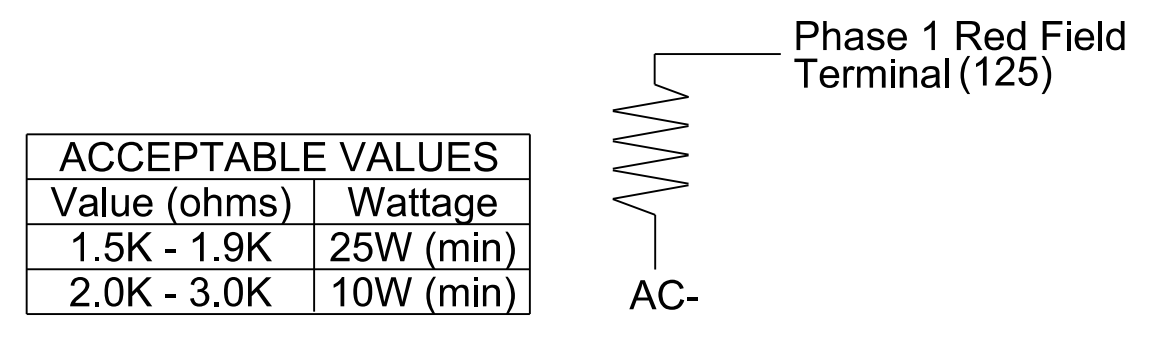 Phase 1 Red Field
Terminal (125)
ACCEPTABLE VALUES
Value (ohms) Wattage
1.5K - 1.9K 25W (min)
2.0K - 3.0K 10W (min)
AC-